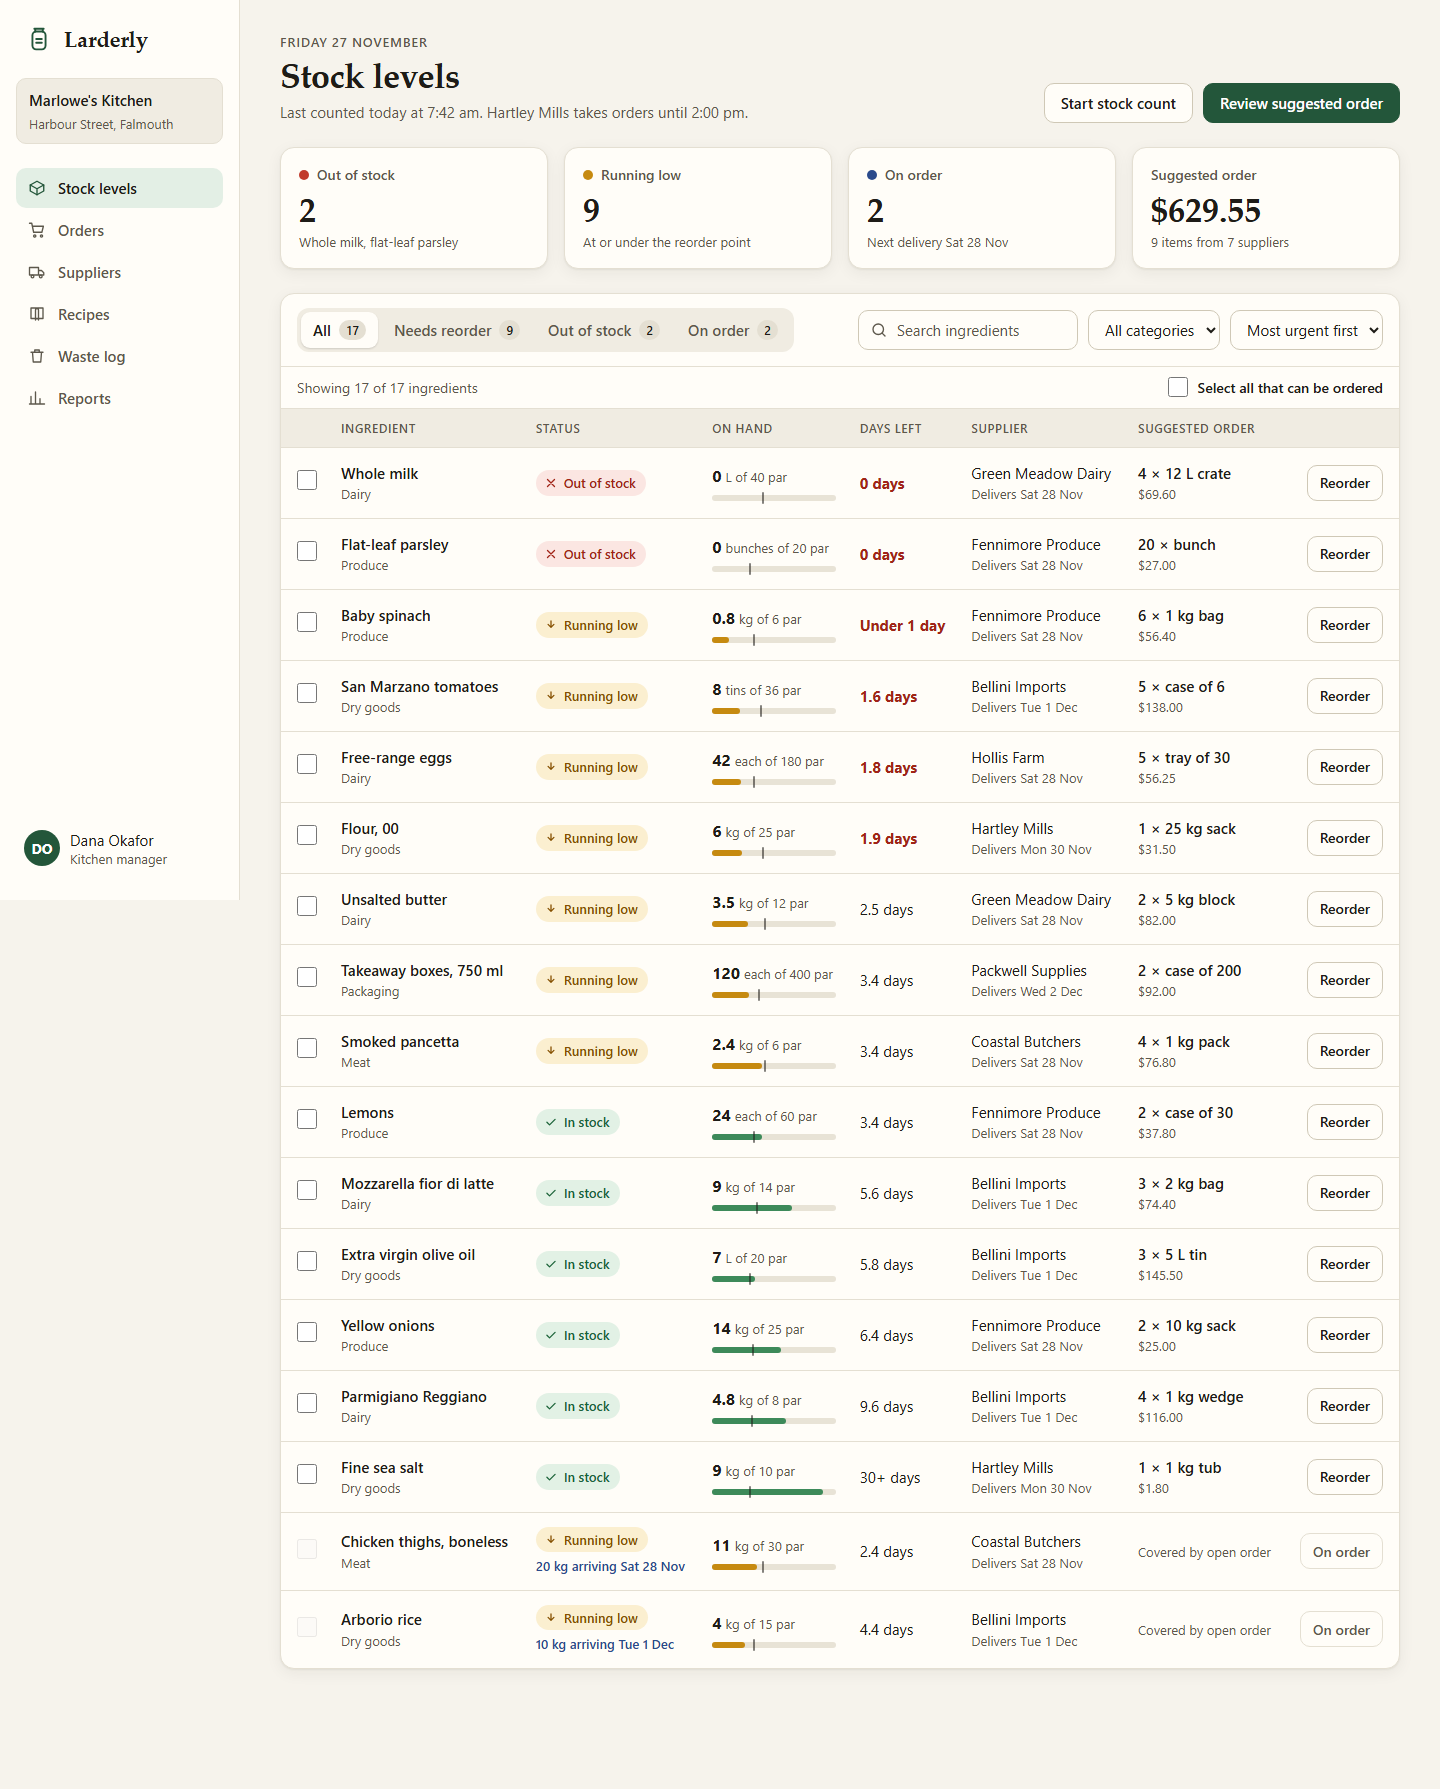 Larderly
Marlowe's Kitchen
Harbour Street, Falmouth
Stock levels
Orders
Suppliers
Recipes
Waste log
Reports
DO
Dana Okafor
Kitchen manager
FRIDAY 27 NOVEMBER
Stock levels
Last counted today at 7:42 am. Hartley Mills takes orders until 2:00 pm.
Start stock count
Review suggested order
Out of stock
2
Whole milk, flat-leaf parsley
Running low
9
At or under the reorder point
On order
2
Next delivery Sat 28 Nov
Suggested order
$629.55
9 items from 7 suppliers
All 17
Needs reorder 9
Out of stock 2
On order 2
Search ingredients
All categories
Most urgent first
Showing 17 of 17 ingredients
Select all that can be ordered
INGREDIENT STATUS ON HAND DAYS LEFT SUPPLIER SUGGESTED ORDER
Whole milk
Dairy
Out of stock
0 L of 40 par
0 days
Green Meadow Dairy
Delivers Sat 28 Nov
4 × 12 L crate
$69.60
Reorder
Flat-leaf parsley
Produce
Out of stock
0 bunches of 20 par
0 days
Fennimore Produce
Delivers Sat 28 Nov
20 × bunch
$27.00
Reorder
Baby spinach
Produce
Running low
0.8 kg of 6 par
Under 1 day
Fennimore Produce
Delivers Sat 28 Nov
6 × 1 kg bag
$56.40
Reorder
San Marzano tomatoes
Dry goods
Running low
8 tins of 36 par
1.6 days
Bellini Imports
Delivers Tue 1 Dec
5 × case of 6
$138.00
Reorder
Free-range eggs
Dairy
Running low
42 each of 180 par
1.8 days
Hollis Farm
Delivers Sat 28 Nov
5 × tray of 30
$56.25
Reorder
Flour, 00
Dry goods
Running low
6 kg of 25 par
1.9 days
Hartley Mills
Delivers Mon 30 Nov
1 × 25 kg sack
$31.50
Reorder
Unsalted butter
Dairy
Running low
3.5 kg of 12 par
2.5 days
Green Meadow Dairy
Delivers Sat 28 Nov
2 × 5 kg block
$82.00
Reorder
Takeaway boxes, 750 ml
Packaging
Running low
120 each of 400 par
3.4 days
Packwell Supplies
Delivers Wed 2 Dec
2 × case of 200
$92.00
Reorder
Smoked pancetta
Meat
Running low
2.4 kg of 6 par
3.4 days
Coastal Butchers
Delivers Sat 28 Nov
4 × 1 kg pack
$76.80
Reorder
Lemons
Produce
In stock
24 each of 60 par
3.4 days
Fennimore Produce
Delivers Sat 28 Nov
2 × case of 30
$37.80
Reorder
Mozzarella fior di latte
Dairy
In stock
9 kg of 14 par
5.6 days
Bellini Imports
Delivers Tue 1 Dec
3 × 2 kg bag
$74.40
Reorder
Extra virgin olive oil
Dry goods
In stock
7 L of 20 par
5.8 days
Bellini Imports
Delivers Tue 1 Dec
3 × 5 L tin
$145.50
Reorder
Yellow onions
Produce
In stock
14 kg of 25 par
6.4 days
Fennimore Produce
Delivers Sat 28 Nov
2 × 10 kg sack
$25.00
Reorder
Parmigiano Reggiano
Dairy
In stock
4.8 kg of 8 par
9.6 days
Bellini Imports
Delivers Tue 1 Dec
4 × 1 kg wedge
$116.00
Reorder
Fine sea salt
Dry goods
In stock
9 kg of 10 par
30+ days
Hartley Mills
Delivers Mon 30 Nov
1 × 1 kg tub
$1.80
Reorder
Chicken thighs, boneless
Meat
Running low
20 kg arriving Sat 28 Nov
11 kg of 30 par
2.4 days
Coastal Butchers
Delivers Sat 28 Nov
Covered by open order
On order
Arborio rice
Dry goods
Running low
10 kg arriving Tue 1 Dec
4 kg of 15 par
4.4 days
Bellini Imports
Delivers Tue 1 Dec
Covered by open order
On order